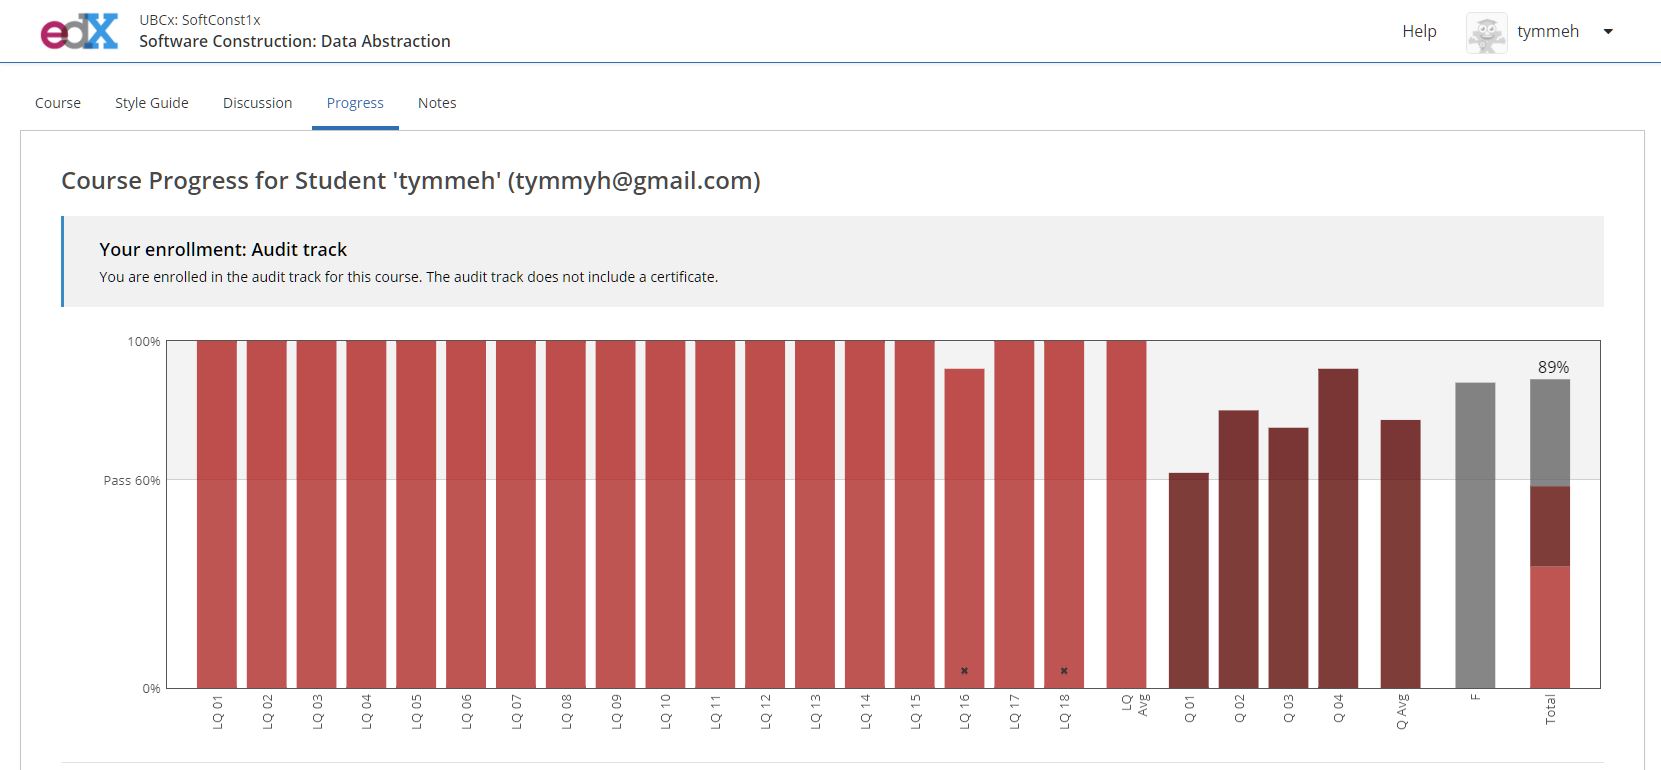 edX
UBCx: SoftConst1x
Software Construction: Data Abstraction
Help
tymmeh
Course
Style Guide
Discussion
Progress
Notes
Course Progress for Student 'tymmeh' (tymmyh@gmail.com)
Your enrollment: Audit track
You are enrolled in the audit track for this course. The audit track does not include a certificate.
100%
Pass 60%
0%
89%
LQ 01
LQ 02
LQ 03
LQ 04
LQ 05
LQ 06
LQ 07
LQ 08
LQ 09
LQ 10
LQ 11
LQ 12
LQ 13
LQ 14
LQ 15
LQ 16
LQ 17
LQ 18
LQ
Avg
Q 01
Q 02
Q 03
Q 04
Q Avg
F
Total